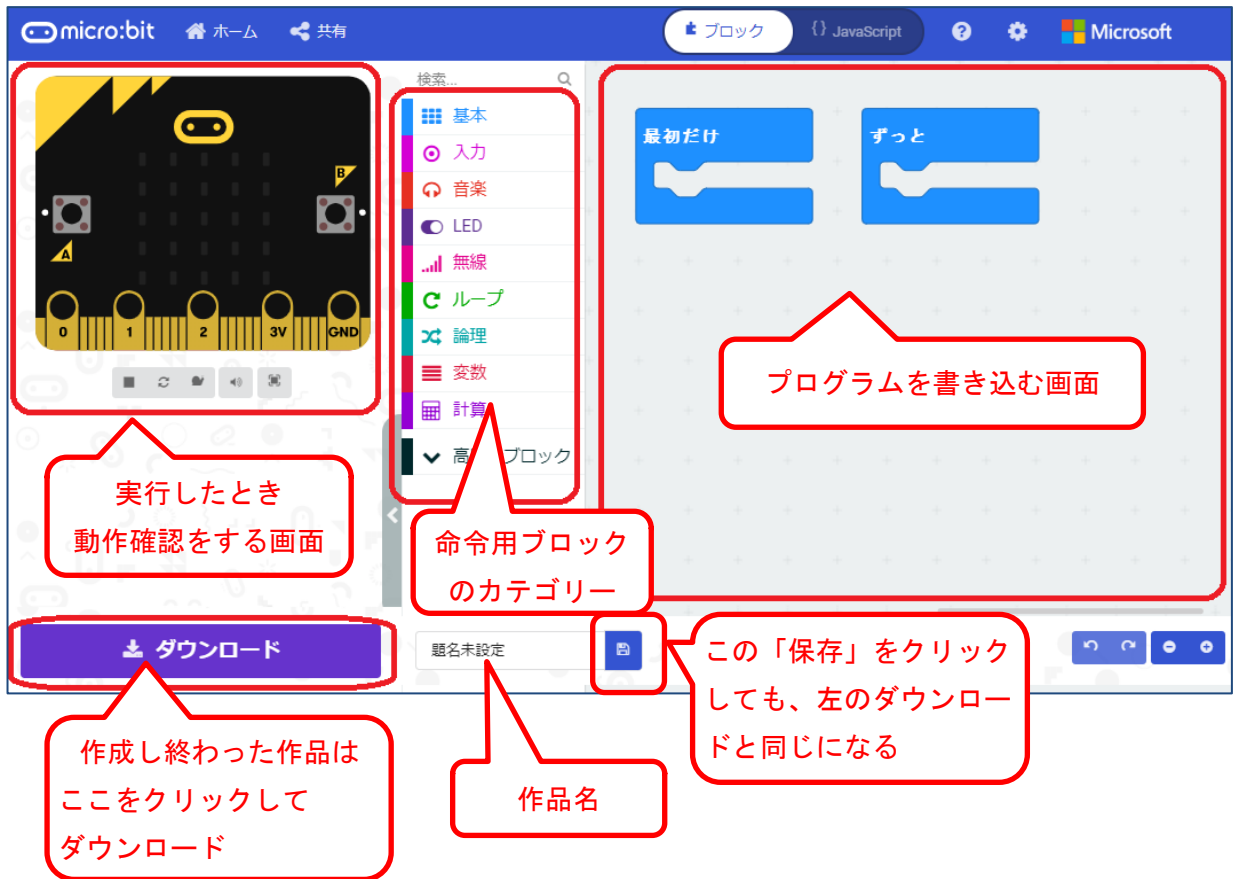 micro:bit ホーム 共有 ブロック {} JavaScript ? Microsoft
検索...
基本
入力
音楽
LED
無線
ループ
論理
変数
計算
ブロック
B
A
0 1 2 3V GND
最初だけ
ずっと
プログラムを書き込む画面
実行したとき
動作確認をする画面
命令用ブロック
のカテゴリー
ダウンロード
題名未設定
この「保存」をクリック
しても、左のダウンロー
ドと同じになる
作成し終わった作品は
ここをクリックして
ダウンロード
作品名